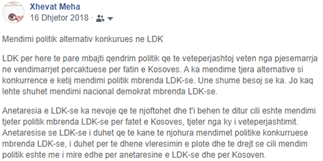 Xhevat Meha
16 Dhjetor 2018
Mendimi politik alternativ konkurues ne LDK
LDK per here te pare mbajti qendrim politik qe te veteperjashtoj veten nga pjesemarrja
ne vendimarrjet percaktuese per fatin e Kosoves. A ka mendime tjera alternative si
konkurrence e ketij mendimi politik mbrenda LDK-se. Une shume besoj se ka. Jo kaq
lehte shuhet mendimi nacional demokrat mbrenda LDK-se.
Anetaresia e LDK-se ka nevoje qe te njoftohet dhe t'i behen te ditur cili eshte mendimi
tjeter politik mbrenda LDK-se per fatet e Kosoves, tjeter nga ky i veteperjashtimit.
Anetaresise se LDK-se i duhet qe te kane te njohura mendimet politike konkurruese
mbrenda LDK-se, i duhet per te dhene vleresimin e plote dhe te drejt se cili mendim
politik eshte me i mire edhe per anetaresine e LDK-se dhe per Kosoven.